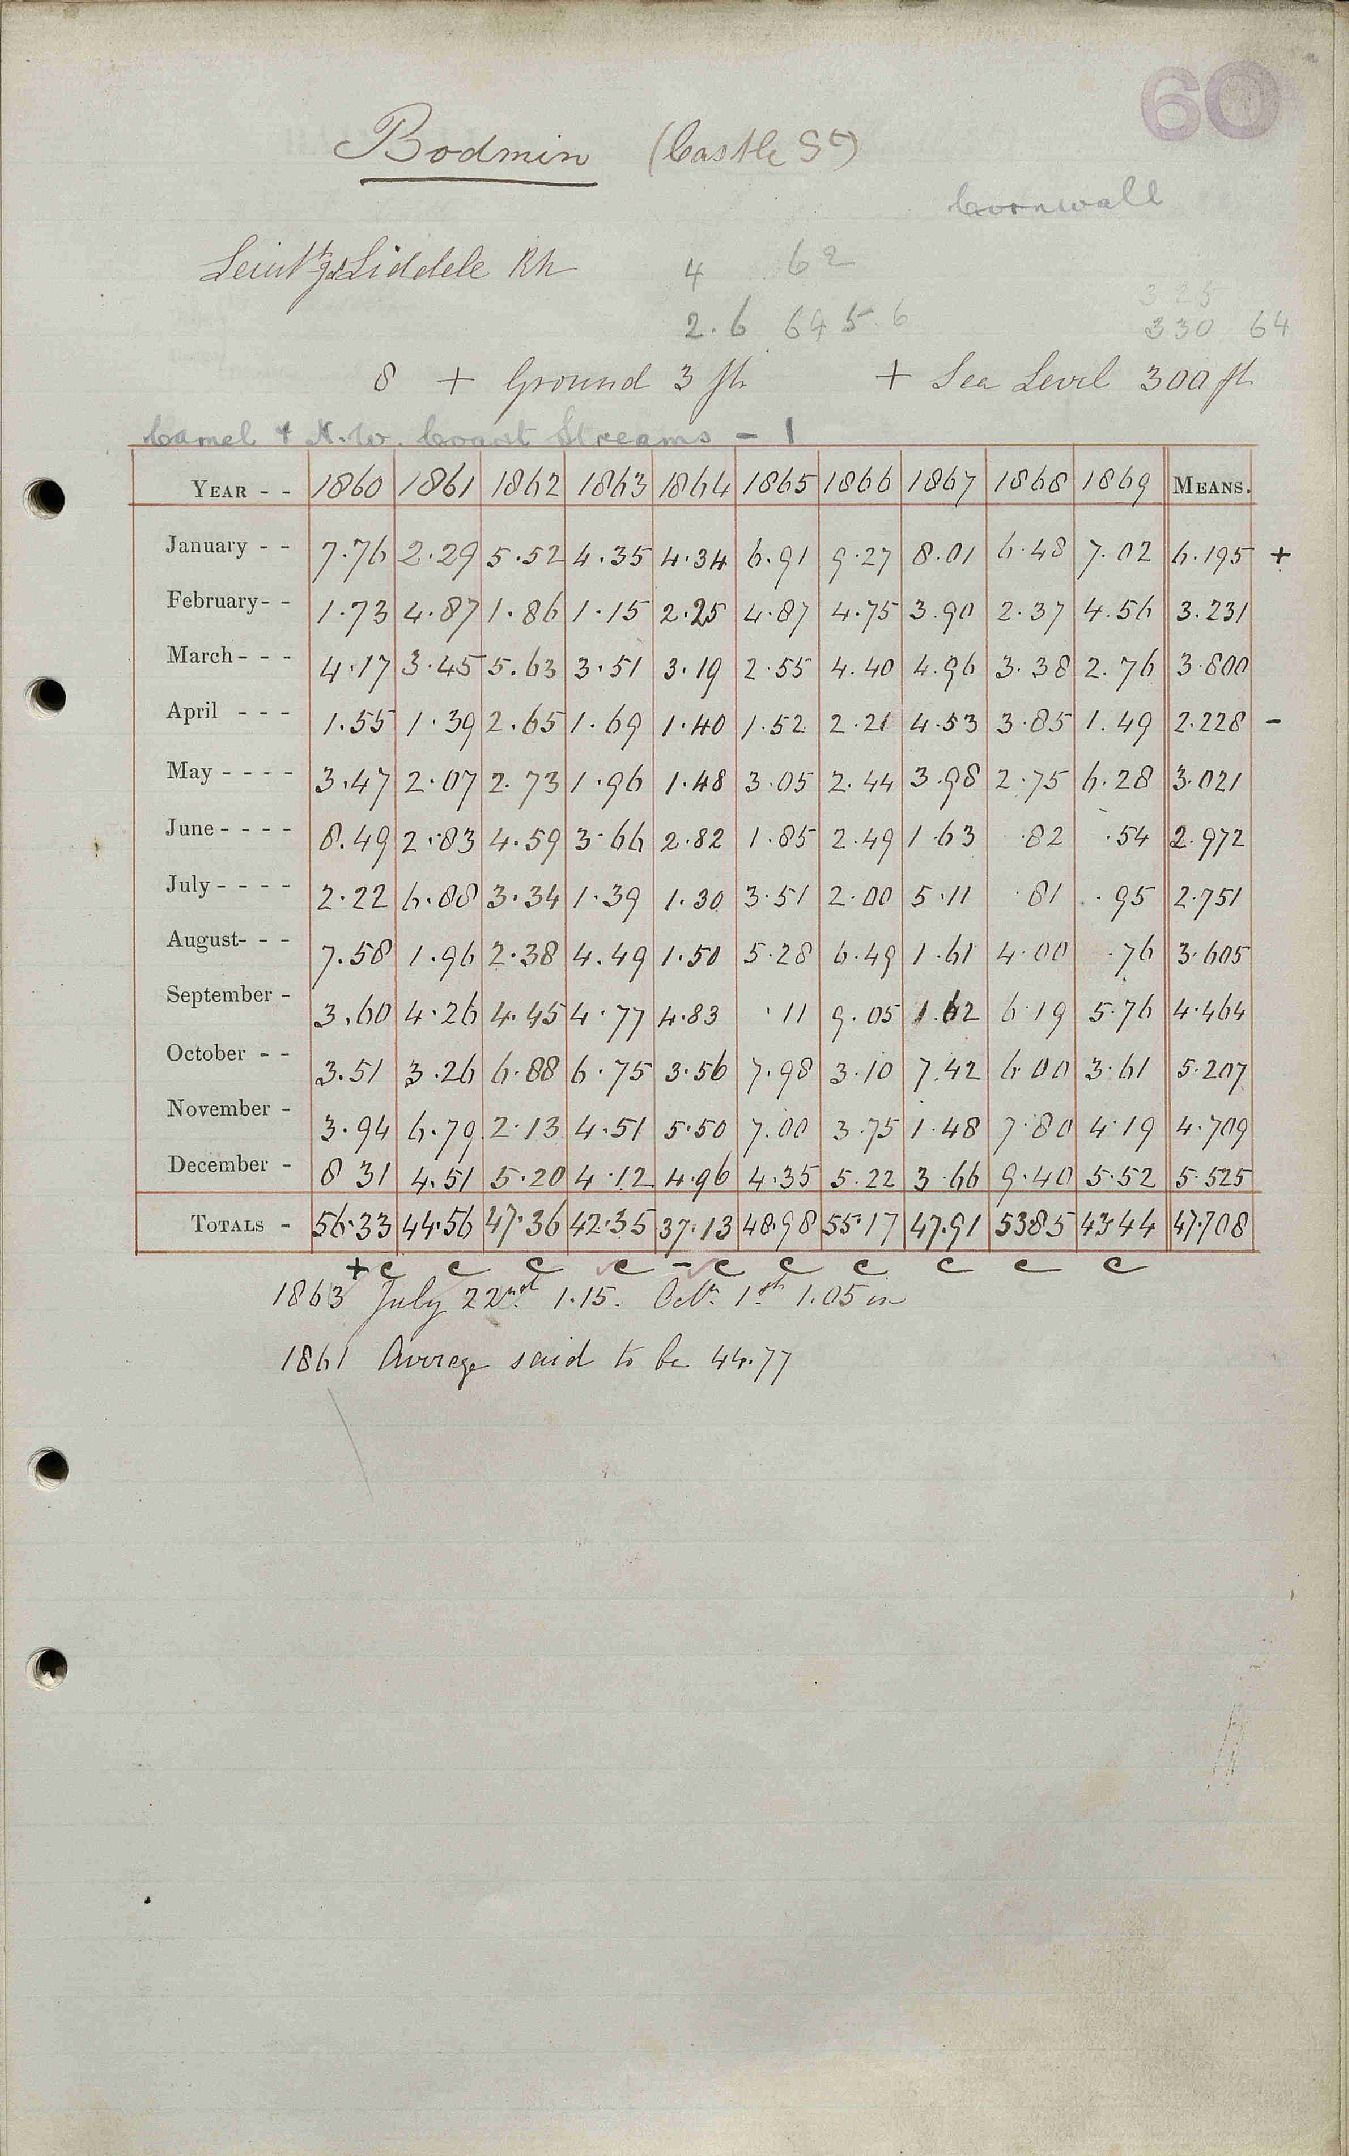 60
Bodmin (Castle St)
Cornwall
Liddele RN
4 62
2.6 64 5.6
325
330 64
8 + Ground 3 ft + Sea Level 300 ft
Camel & N.W. Coast Streams - 1
YEAR - - 1860 1861 1862 1863 1864 1865 1866 1867 1868 1869 MEANS.
January - - 7.76 2.29 5.52 4.35 4.34 6.91 9.27 8.01 6.48 7.02 6.195 +
February - - 1.73 4.87 1.86 1.15 2.25 4.87 4.75 3.90 2.37 4.56 3.231
March - - - 4.17 3.45 5.63 3.51 3.19 2.55 4.40 4.96 3.38 2.76 3.800
April - - - 1.55 1.39 2.65 1.69 1.40 1.52 2.21 4.53 3.85 1.49 2.228 -
May - - - - 3.47 2.07 2.73 1.96 1.48 3.05 2.44 3.98 2.75 6.28 3.021
June - - - - 8.49 2.83 4.59 3.66 2.82 1.85 2.49 1.63 .82 .54 2.972
July - - - - 2.22 6.88 3.34 1.39 1.30 3.51 2.00 5.11 .81 .95 2.751
August - - - 7.58 1.96 2.38 4.49 1.50 5.28 6.49 1.61 4.00 .76 3.605
September - 3.60 4.26 4.45 4.77 4.83 .11 9.05 1.62 6.19 5.76 4.464
October - - 3.51 3.26 6.88 6.75 3.56 7.98 3.10 7.42 6.00 3.61 5.207
November - 3.94 6.79 2.13 4.51 5.50 7.00 3.75 1.48 7.80 4.19 4.709
December - 8 31 4.51 5.20 4.12 4.96 4.35 5.22 3.66 9.40 5.52 5.525
TOTALS - 56.33 44.56 47.36 42.35 37.13 48.98 55.17 47.91 53.85 43.44 47.708
+ c c c c - c c c c c c
1863 July 22nd 1.15. Octr 1st 1.05 in
1861 Average said to be 44.77